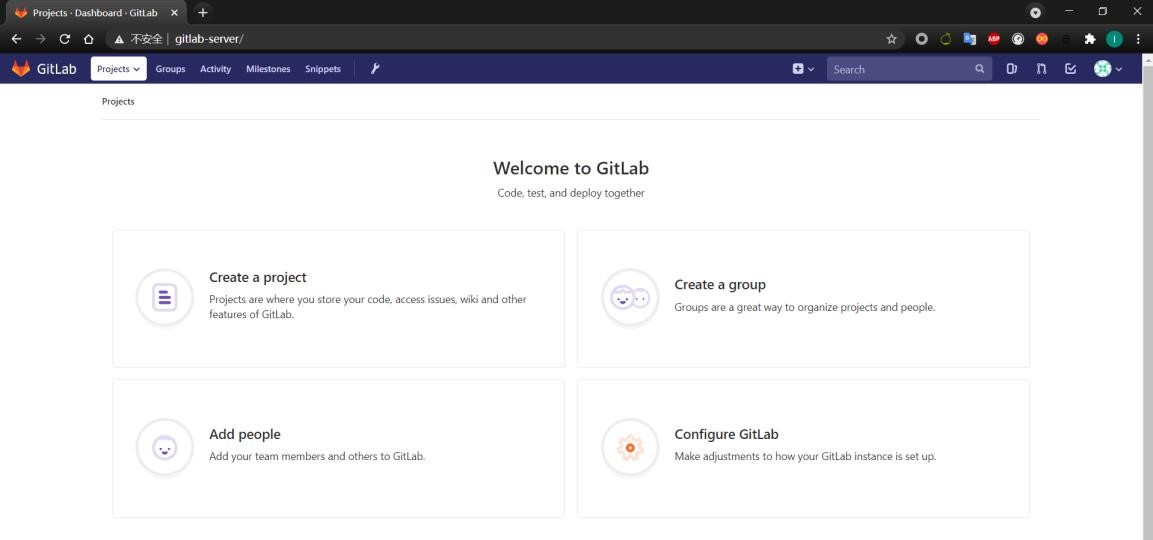 Projects · Dashboard · GitLab
不安全 | gitlab-server/
ABP
I
GitLab Projects Groups Activity Milestones Snippets Search
Projects
Welcome to GitLab
Code, test, and deploy together
Create a project
Projects are where you store your code, access issues, wiki and other
features of GitLab.
Create a group
Groups are a great way to organize projects and people.
Add people
Add your team members and others to GitLab.
Configure GitLab
Make adjustments to how your GitLab instance is set up.